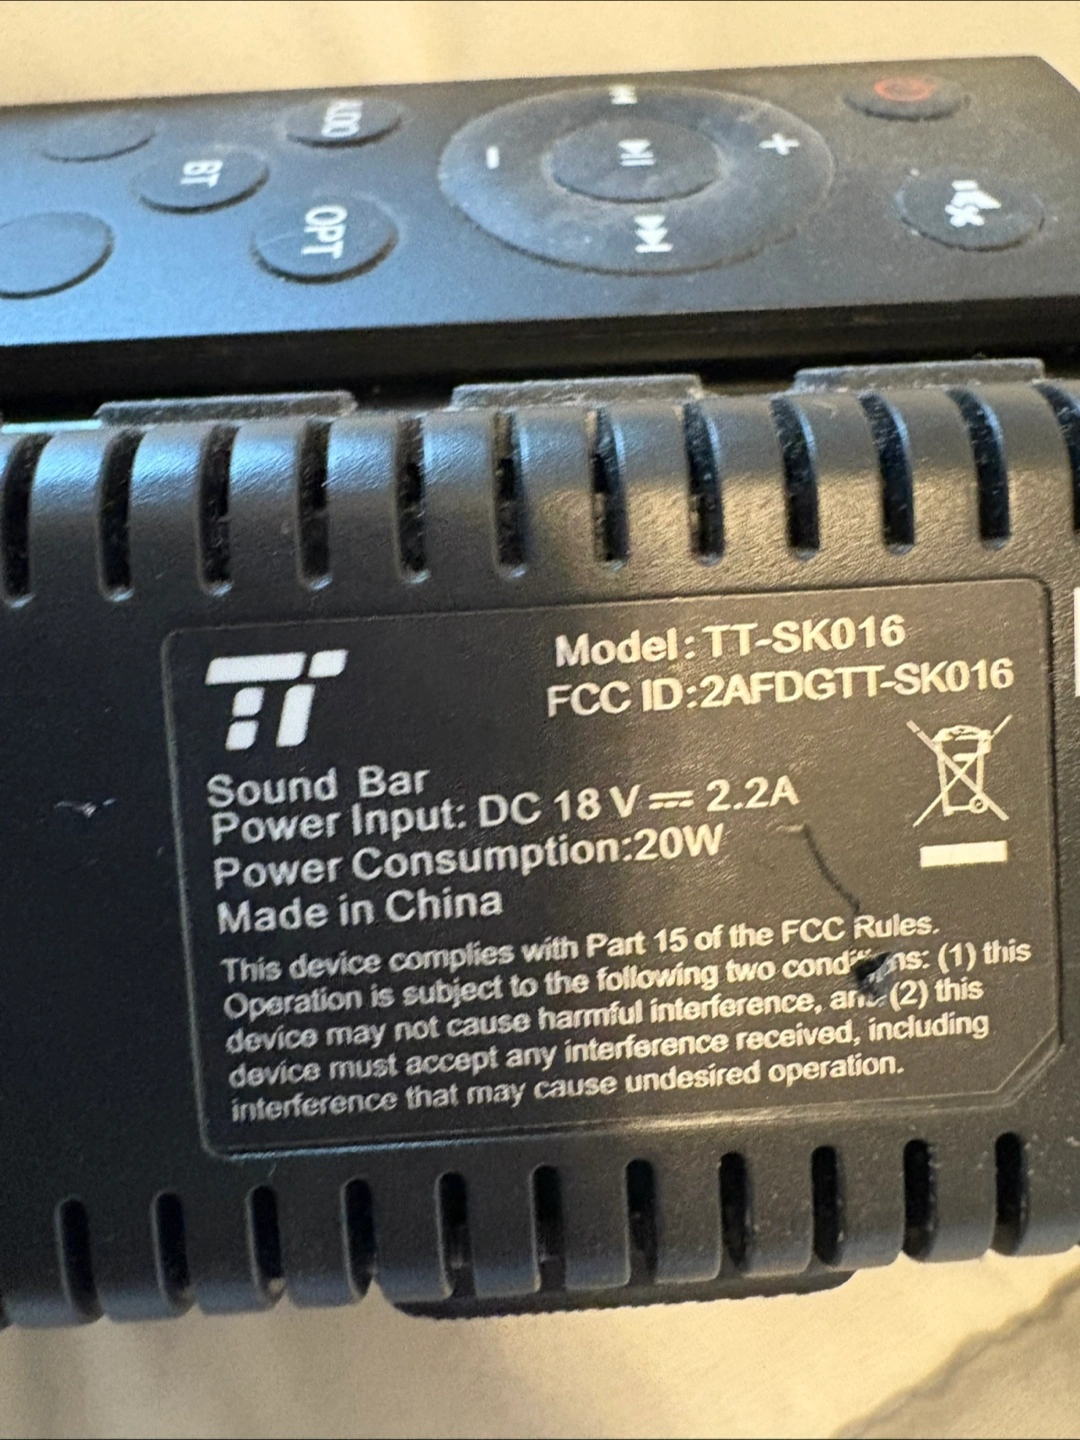 AUDIO
BT
OPT
TT
Model: TT-SK016
FCC ID:2AFDGTT-SK016
Sound Bar
Power Input: DC 18 V 2.2A
Power Consumption:20W
Made in China
This device complies with Part 15 of the FCC Rules.
Operation is subject to the following two conditions: (1) this
device may not cause harmful interference, and (2) this
device must accept any interference received, including
interference that may cause undesired operation.